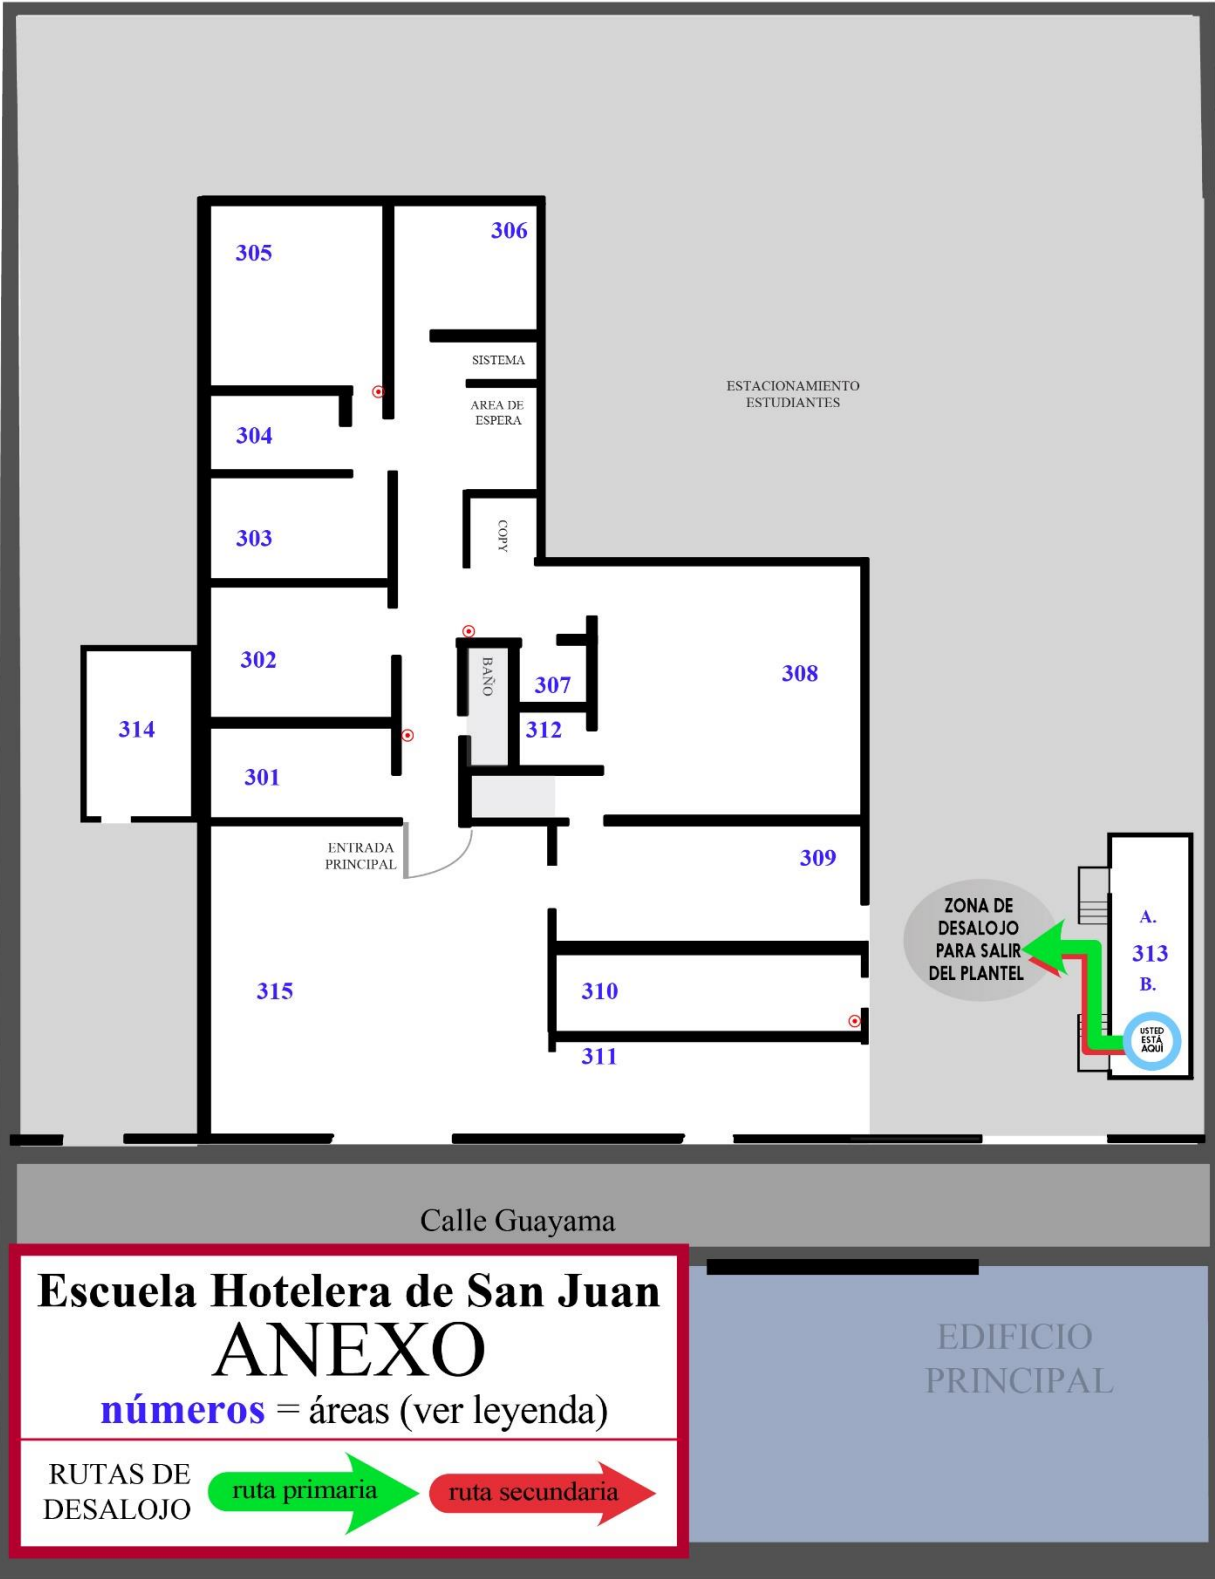 306
305
SISTEMA
ESTACIONAMIENTO
ESTUDIANTES
AREA DE
ESPERA
304
COPY
303
302
BAÑO
307
308
314
312
301
ENTRADA
PRINCIPAL
309
ZONA DE
DESALOJO
PARA SALIR
DEL PLANTEL
A.
313
B.
315
310
USTED
ESTÁ
AQUÍ
311
Calle Guayama
Escuela Hotelera de San Juan
ANEXO
números = áreas (ver leyenda)
RUTAS DE
DESALOJO
ruta primaria
ruta secundaria
EDIFICIO
PRINCIPAL